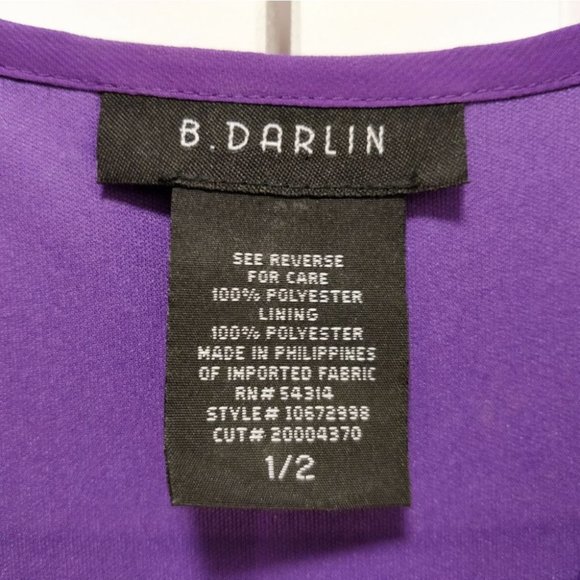 B.DARLIN
SEE REVERSE
FOR CARE
100% POLYESTER
LINING
100% POLYESTER
MADE IN PHILIPPINES
OF IMPORTED FABRIC
RN# 54314
STYLE# 10672998
CUT# 20004370
1/2